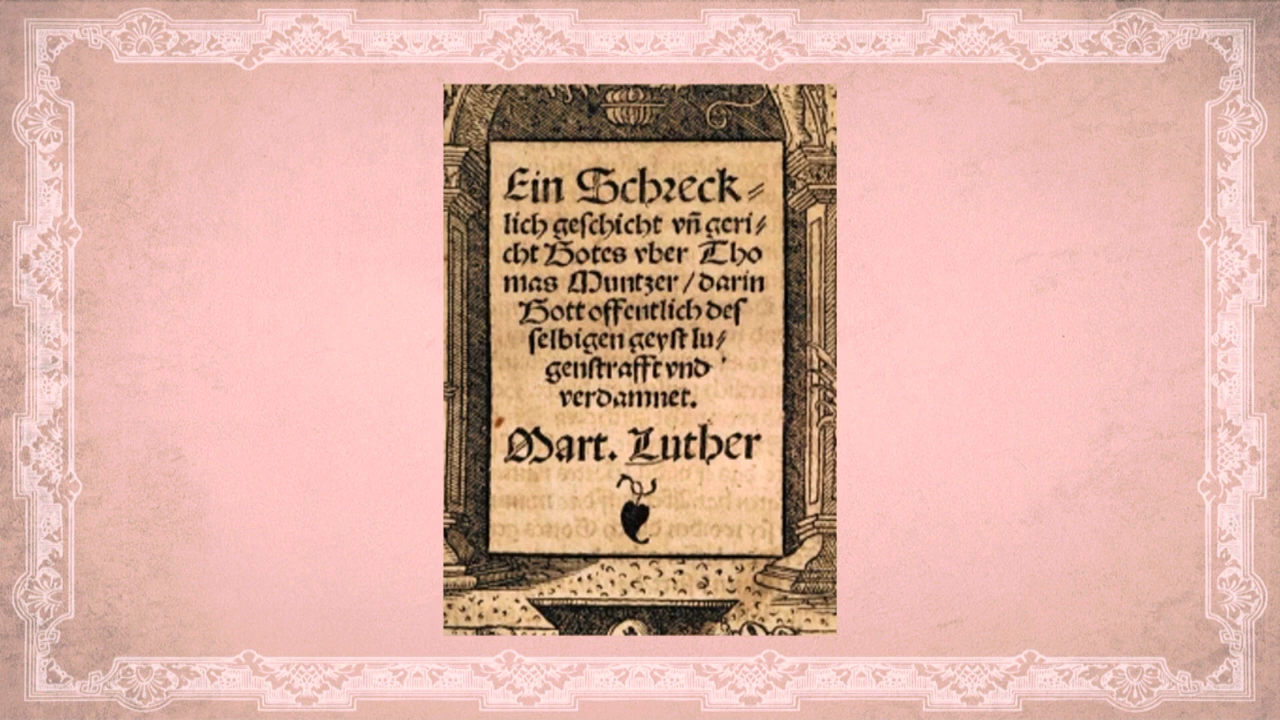 Ein Schreck⸗
lich geſchicht vñ geri⸗
cht Gotes vber Tho
mas Muntzer / darin
Gott offentlich deſ
ſelbigen geyſt lu⸗
genſtrafft vnd
verdamnet.
Mart. Luther